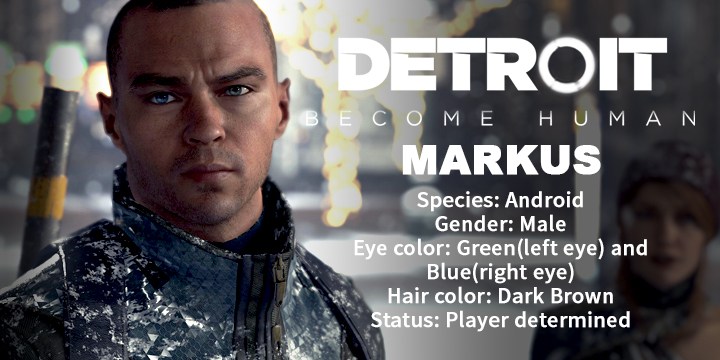 DETROIT
BECOME HUMAN
MARKUS
Species: Android
Gender: Male
Eye color: Green(left eye) and
Blue(right eye)
Hair color: Dark Brown
Status: Player determined